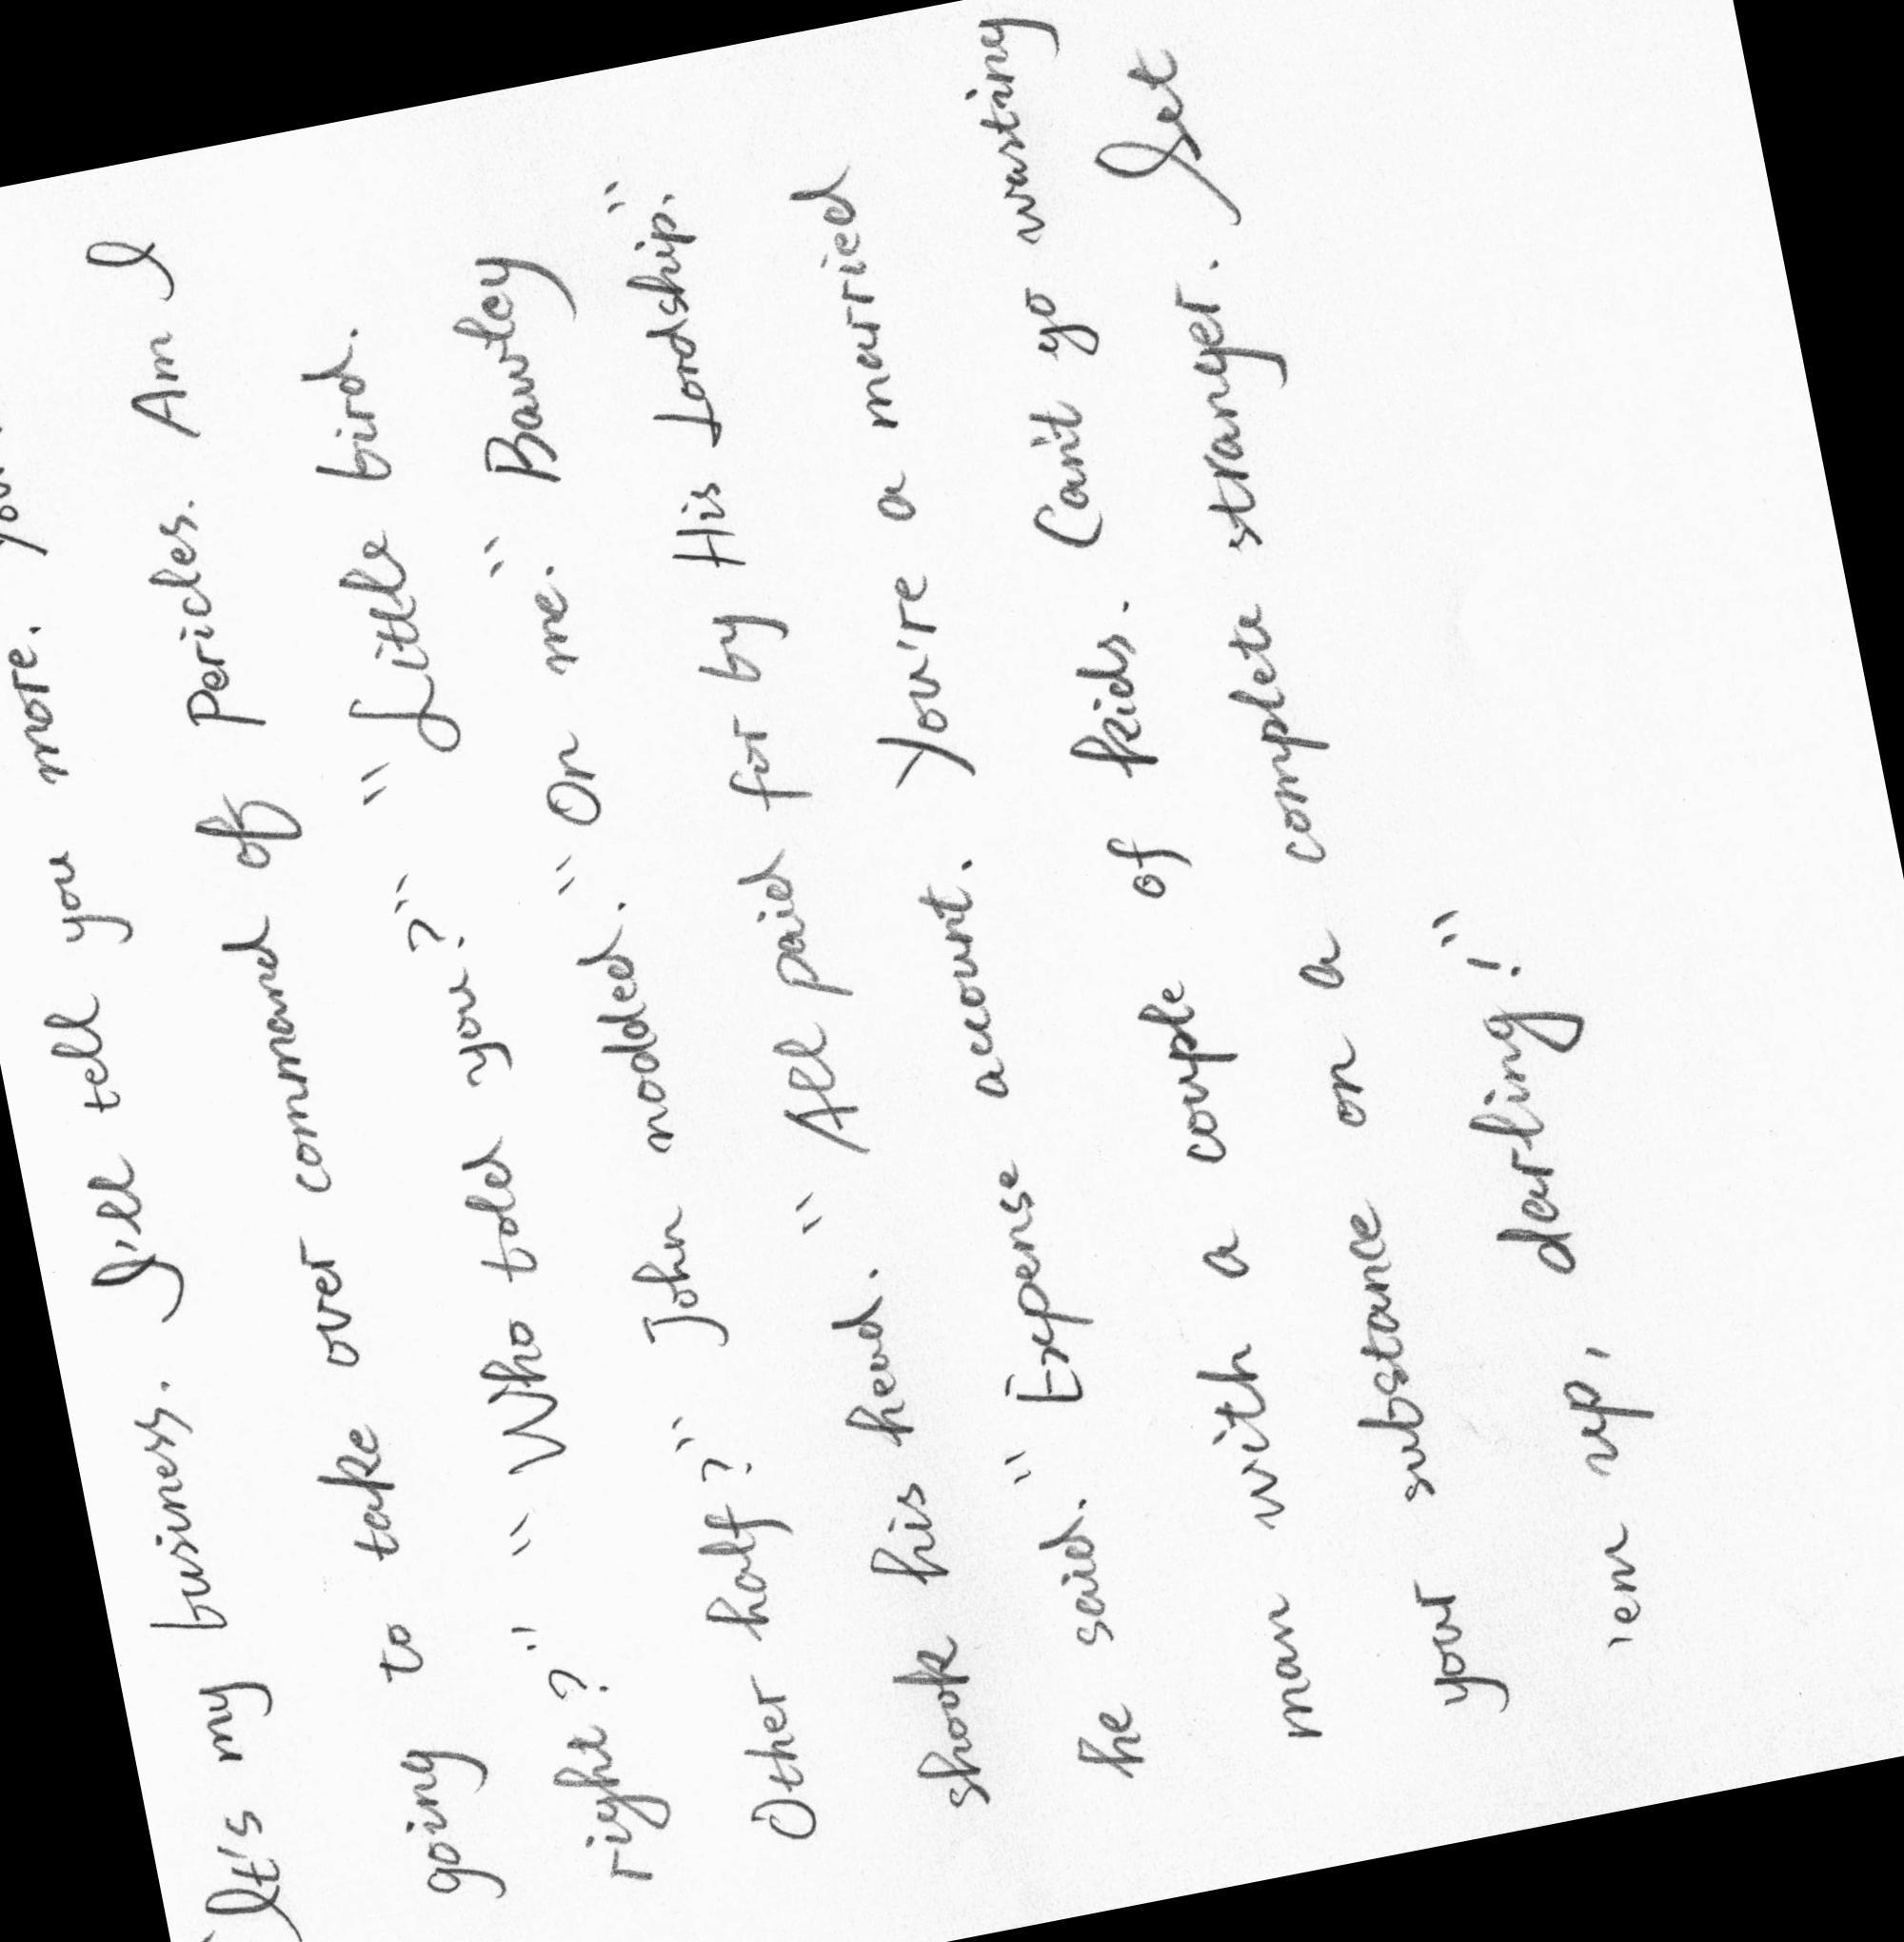 "It's my business. I'll tell you more. You're
going to take over command of Pericles. Am I
right?" "Who told you?" "Little bird.
Other half?" John nodded. "On me." Bawtey
shook his head. "All paid for by His Lordship."
he said. "Expense account. You're a married
man with a couple of kids. Can't go wasting
your substance on a complete stranger. Set
'em up, darling!"